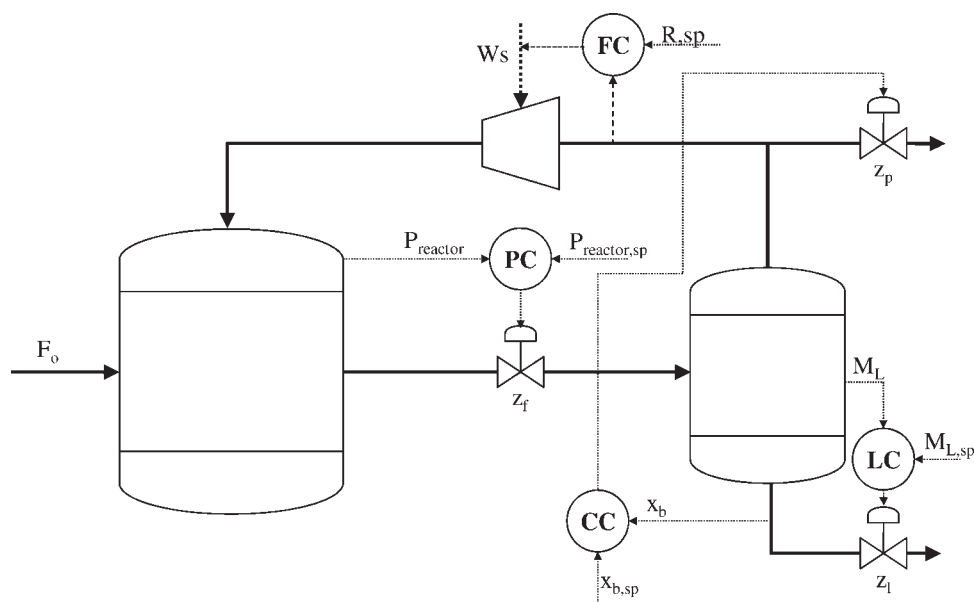 Ws
FC
R,sp
z_p
P_reactor
PC
P_reactor,sp
F_o
z_f
M_L
M_L,sp
LC
x_b
CC
x_b,sp
z_l